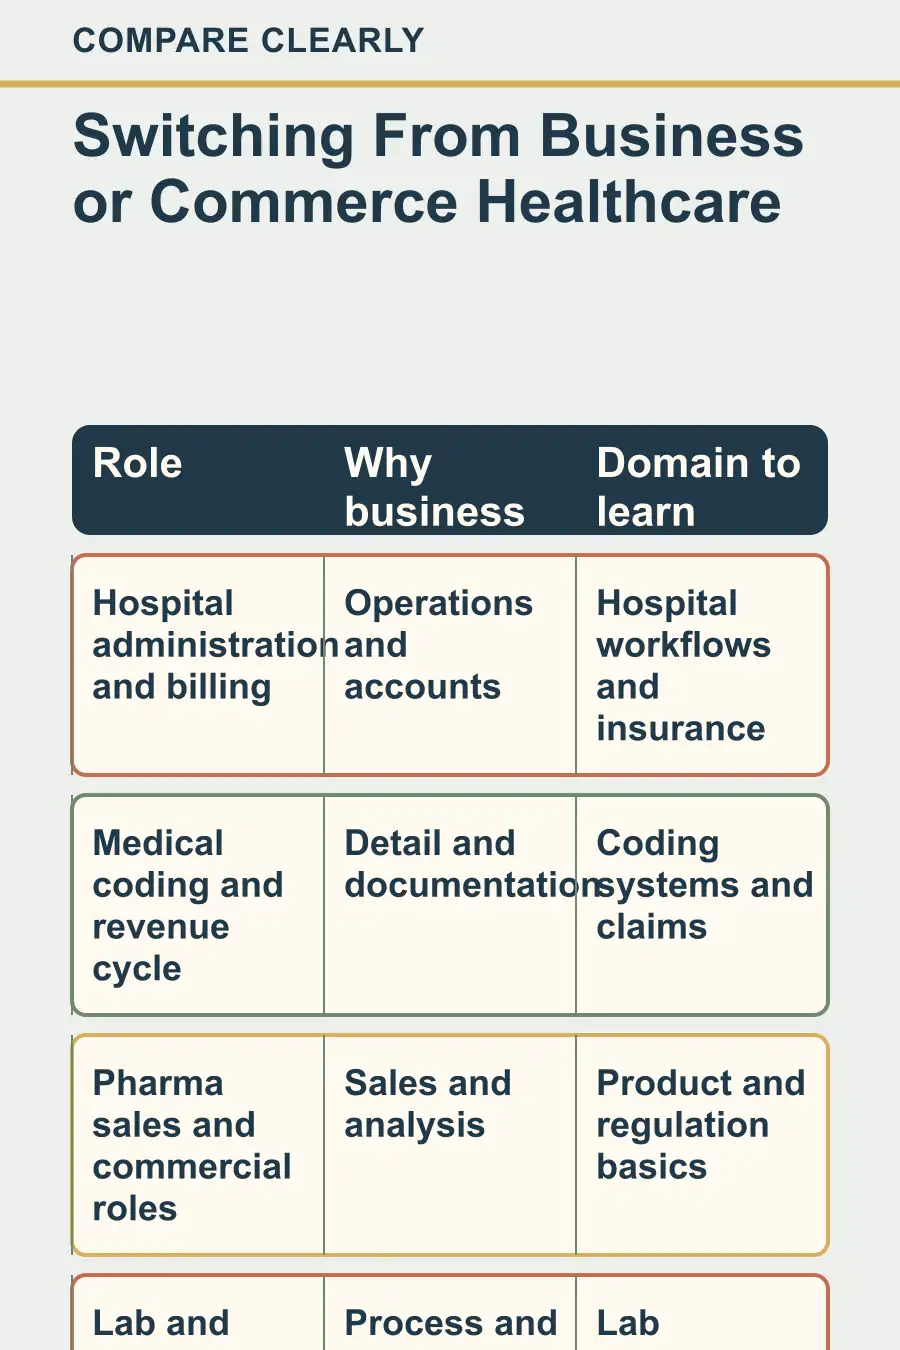 COMPARE CLEARLY
Switching From Business
or Commerce Healthcare
Role
Why
business
Domain to
learn
Hospital
administration
and billing
Operations
and
accounts
Hospital
workflows
and
insurance
Medical
coding and
revenue
cycle
Detail and
documentation
Coding
systems and
claims
Pharma
sales and
commercial
roles
Sales and
analysis
Product and
regulation
basics
Lab and
Process and
Lab